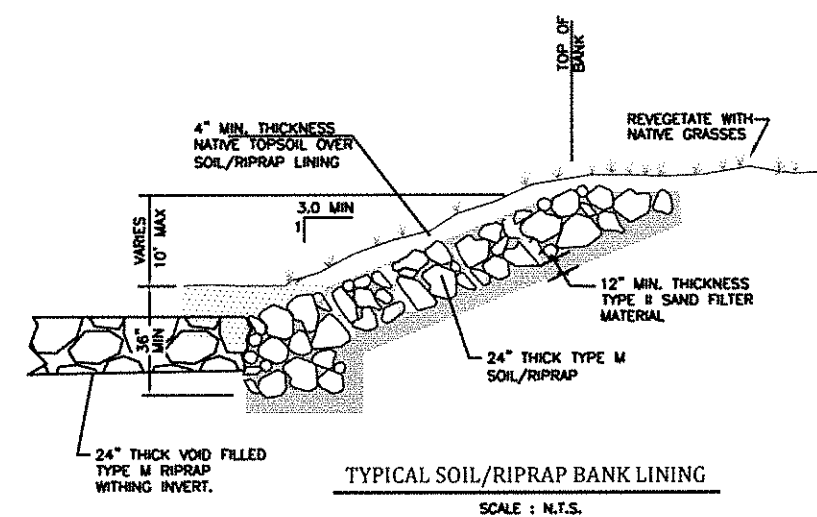 TOP OF
BANK
4" MIN. THICKNESS
NATIVE TOPSOIL OVER
SOIL/RIPRAP LINING
REVEGETATE WITH
NATIVE GRASSES
3.0 MIN
1
VARIES
10" MAX
36"
MIN
12" MIN. THICKNESS
TYPE II SAND FILTER
MATERIAL
24" THICK TYPE M
SOIL/RIPRAP
24" THICK VOID FILLED
TYPE M RIPRAP
WITHING INVERT.
TYPICAL SOIL/RIPRAP BANK LINING
SCALE : N.T.S.